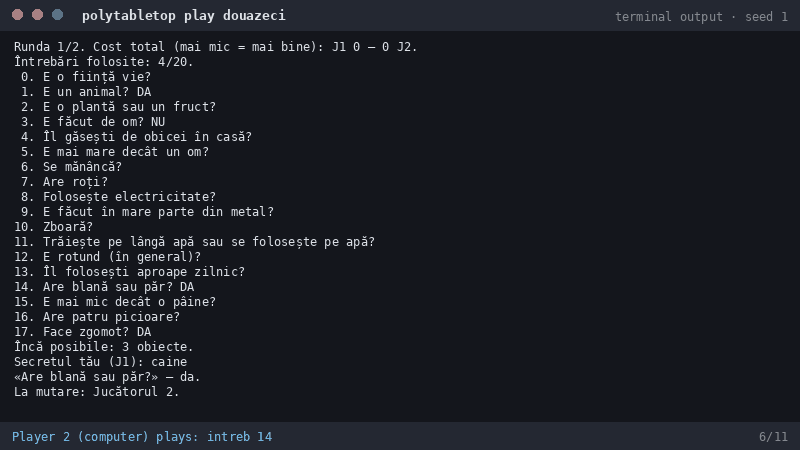 polytabletop play douazeci
terminal output · seed 1
Runda 1/2. Cost total (mai mic = mai bine): J1 0 — 0 J2.
Întrebări folosite: 4/20.
0. E o ființă vie?
1. E un animal? DA
2. E o plantă sau un fruct?
3. E făcut de om? NU
4. Îl găsești de obicei în casă?
5. E mai mare decât un om?
6. Se mănâncă?
7. Are roți?
8. Folosește electricitate?
9. E făcut în mare parte din metal?
10. Zboară?
11. Trăiește pe lângă apă sau se folosește pe apă?
12. E rotund (în general)?
13. Îl folosești aproape zilnic?
14. Are blană sau păr? DA
15. E mai mic decât o pâine?
16. Are patru picioare?
17. Face zgomot? DA
Încă posibile: 3 obiecte.
Secretul tău (J1): caine
«Are blană sau păr?» — da.
La mutare: Jucătorul 2.
Player 2 (computer) plays: intreb 14
6/11